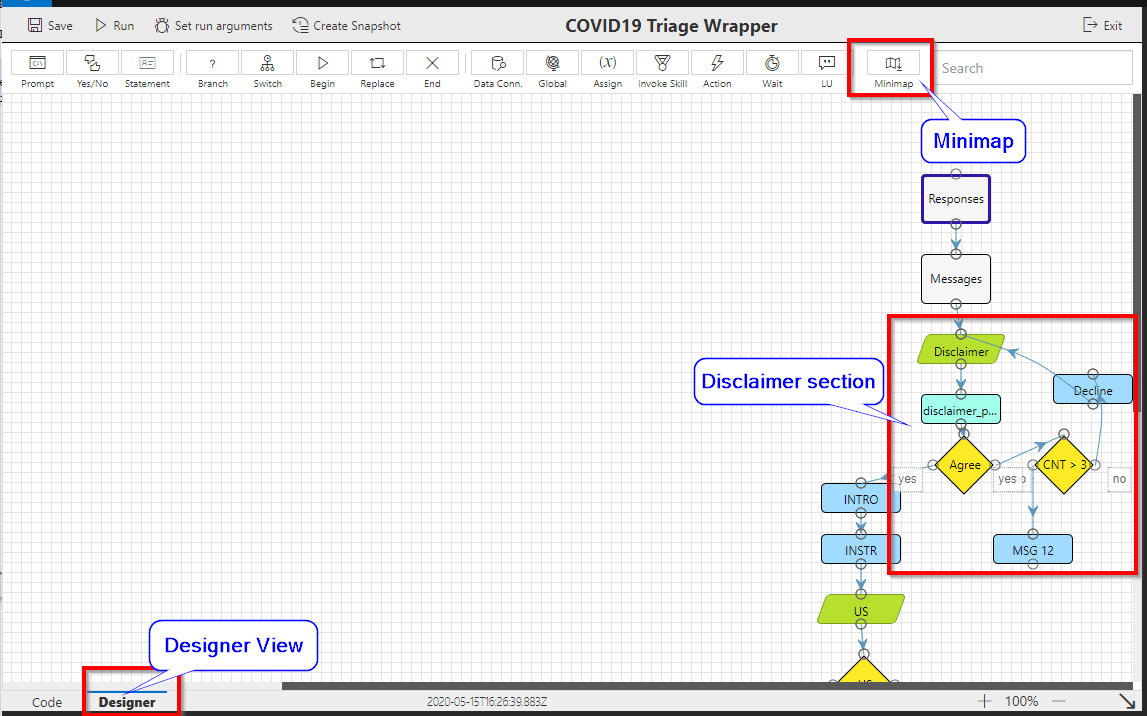 Save
Run
Set run arguments
Create Snapshot
COVID19 Triage Wrapper
Exit
Prompt
Yes/No
Statement
?
Branch
Switch
Begin
Replace
End
Data Conn.
Global
(x)
Assign
Invoke Skill
Action
Wait
LU
Minimap
Search
Minimap
Responses
Messages
Disclaimer
Disclaimer section
Decline
disclaimer_p...
Agree
CNT > 3
yes
yes
no
INTRO
INSTR
MSG 12
US
Designer View
Code
Designer
2020-05-15T16:26:39.883Z
100%